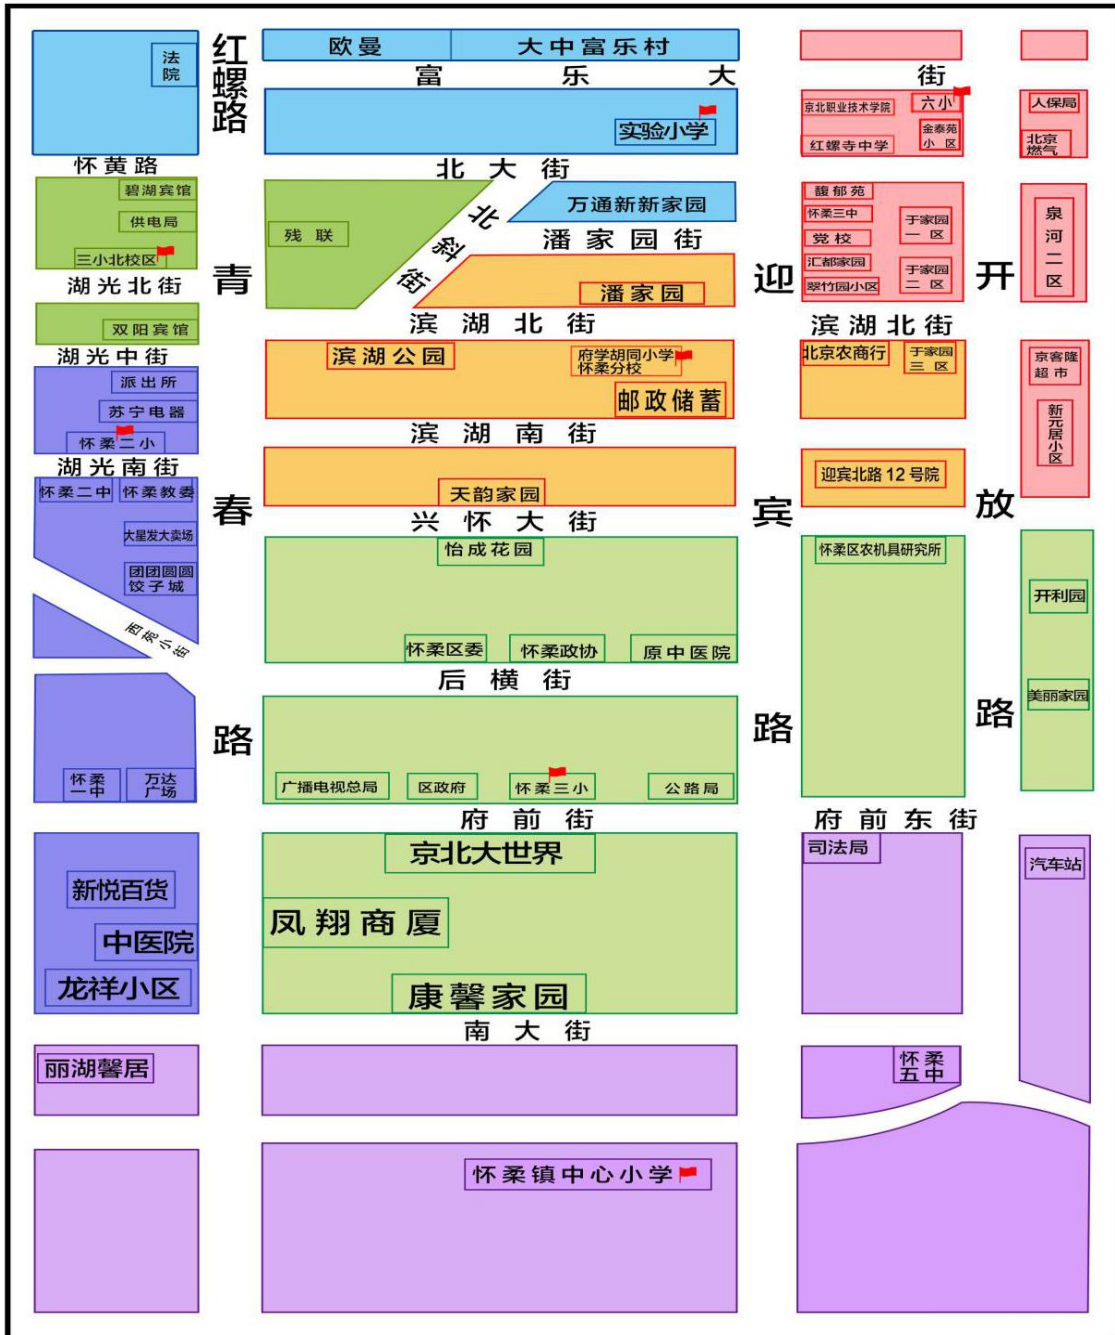 法
院
红
螺
路
欧曼
大中富乐村
富乐大街
实验小学
京北职业技术学院
六小
金泰苑
小区
红螺寺中学
人保局
北京
燃气
怀黄路
北大街
碧湖宾馆
供电局
三小北校区
残联
北斜街
万通新新家园
潘家园街
潘家园
馥郁苑
怀柔三中
党校
汇都家园
翠竹园小区
于家园
一区
于家园
二区
泉河二区
湖光北街
青春路
迎宾路
开放路
滨湖北街
滨湖北街
双阳宾馆
湖光中街
滨湖公园
府学胡同小学
怀柔分校
邮政储蓄
北京农商行
于家园
三区
京客隆
超市
新元居小区
派出所
苏宁电器
怀柔二小
滨湖南街
湖光南街
怀柔二中
怀柔教委
天韵家园
迎宾北路12号院
大星发大卖场
兴怀大街
团团圆圆
饺子城
怡成花园
怀柔区农机具研究所
开利园
西苑小街
怀柔区委
怀柔政协
原中医院
后横街
美丽家园
怀柔
一中
万达
广场
广播电视总局
区政府
怀柔三小
公路局
府前街
府前东街
京北大世界
司法局
汽车站
新悦百货
凤翔商厦
中医院
龙祥小区
康馨家园
南大街
丽湖馨居
怀柔
五中
怀柔镇中心小学